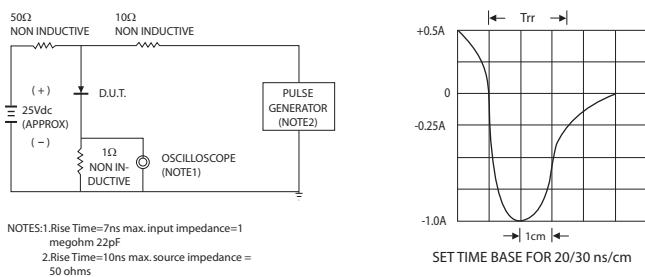 50Ω
NON INDUCTIVE
10Ω
NON INDUCTIVE
(+)
25Vdc
(APPROX)
(−)
D.U.T.
1Ω
NON IN-
DUCTIVE
OSCILLOSCOPE
(NOTE1)
PULSE
GENERATOR
(NOTE2)
NOTES:1.Rise Time=7ns max. input impedance=1
megohm 22pF
2.Rise Time=10ns max. source impedance =
50 ohms
Trr
+0.5A
0
-0.25A
-1.0A
1cm
SET TIME BASE FOR 20/30 ns/cm